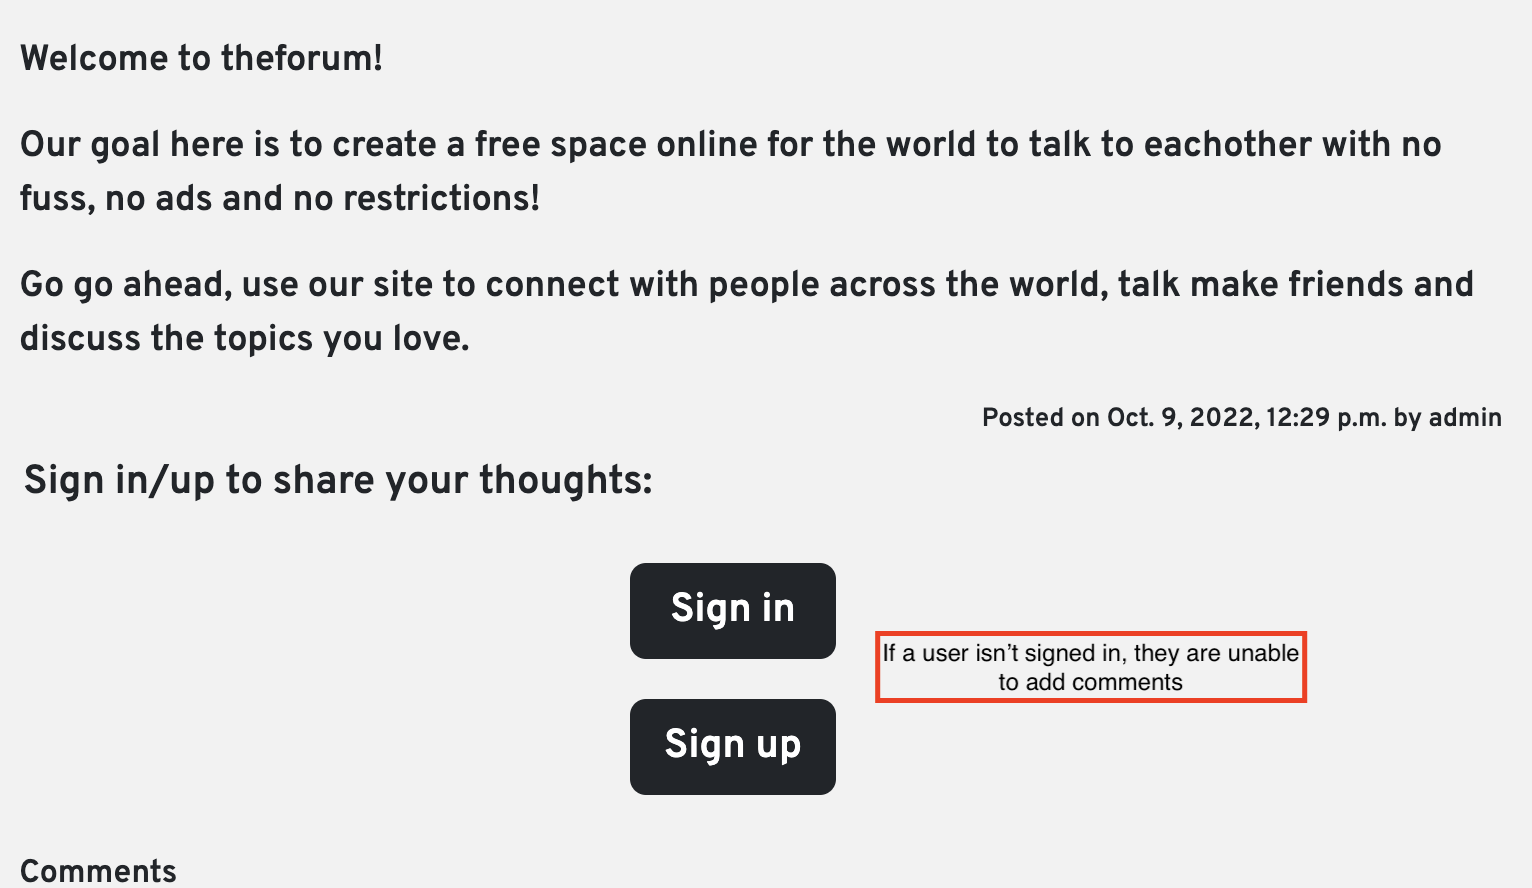 Welcome to theforum!
Our goal here is to create a free space online for the world to talk to eachother with no
fuss, no ads and no restrictions!
Go go ahead, use our site to connect with people across the world, talk make friends and
discuss the topics you love.
Posted on Oct. 9, 2022, 12:29 p.m. by admin
Sign in/up to share your thoughts:
Sign in
If a user isn’t signed in, they are unable
to add comments
Sign up
Comments